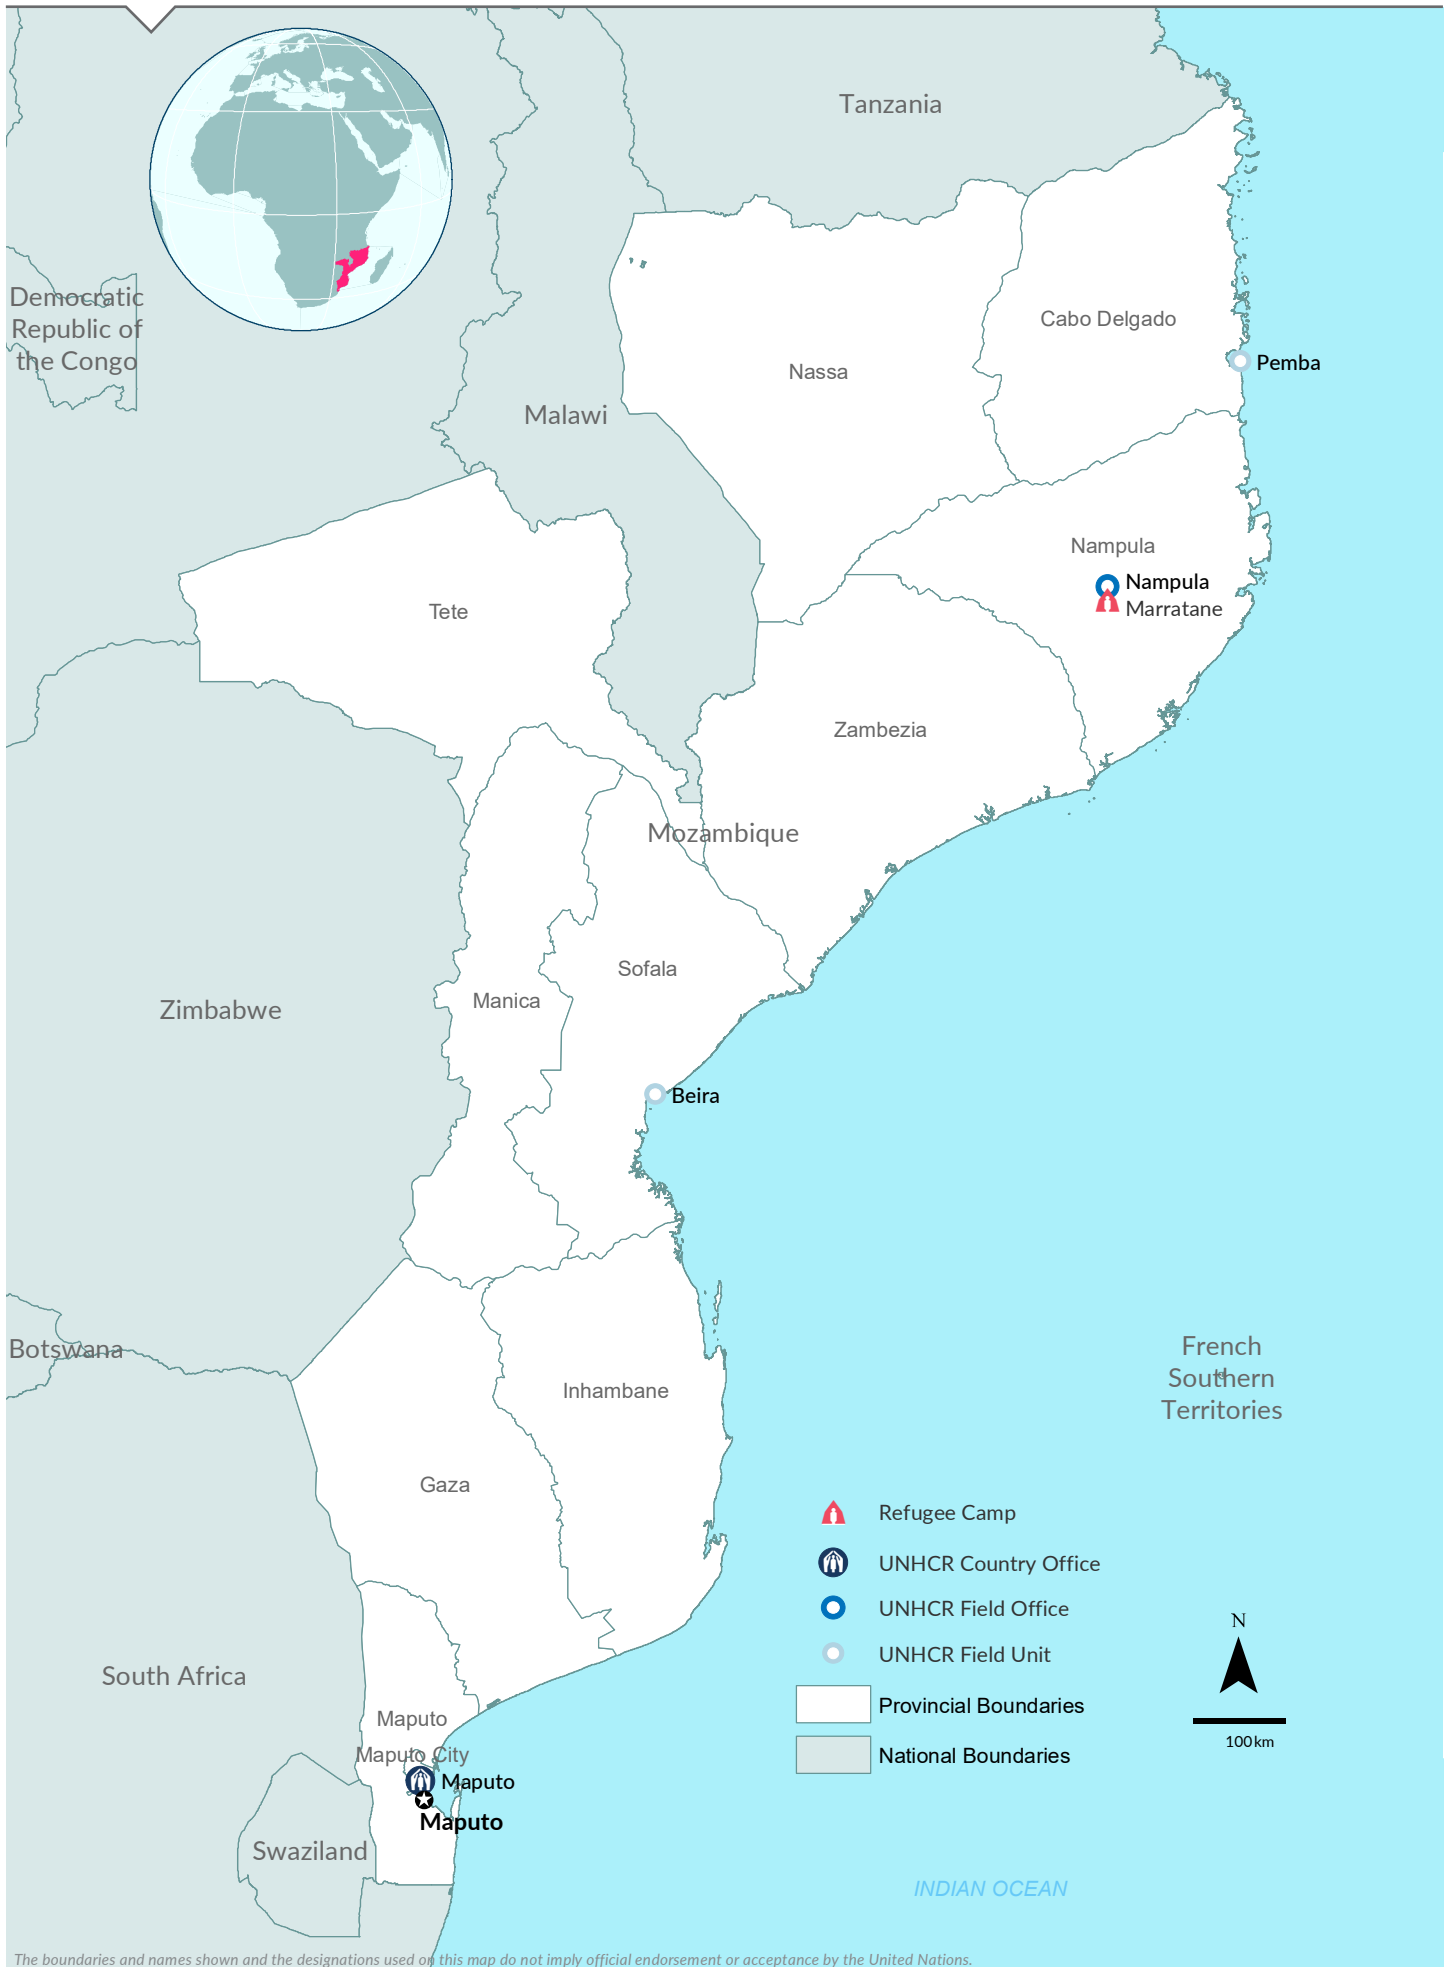 Tanzania
Democratic
Republic of
the Congo
Cabo Delgado
Pemba
Nassa
Malawi
Nampula
Nampula
Marratane
Tete
Zambezia
Mozambique
Sofala
Manica
Zimbabwe
Beira
Botswana
French
Southern
Territories
Inhambane
Gaza
Refugee Camp
UNHCR Country Office
UNHCR Field Office
N
UNHCR Field Unit
South Africa
Provincial Boundaries
Maputo
100 km
Maputo City
National Boundaries
Maputo
Maputo
Swaziland
INDIAN OCEAN
The boundaries and names shown and the designations used on this map do not imply official endorsement or acceptance by the United Nations.